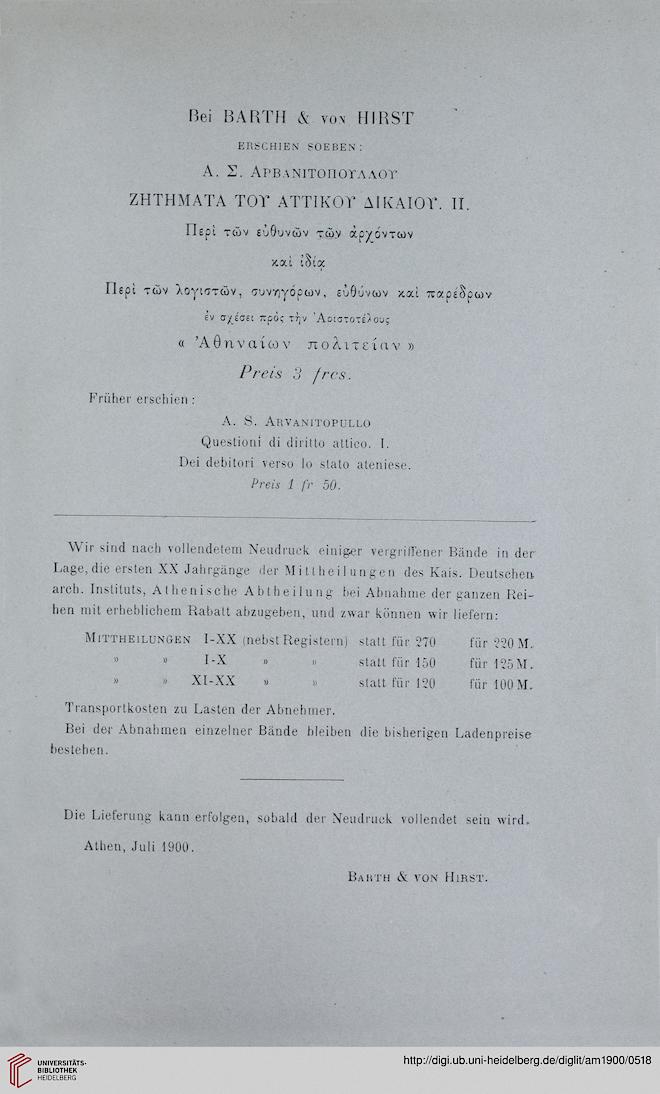 Bei BARTH & VON HIRST
ERSCHIEN SOEBEN:
Α. Σ. ΑΡΒΑΝΙΤΟΠΟΥΛΛΟΥ
ΖΗΤΗΜΑΤΑ ΤΟΥ ΑΤΤΙΚΟΥ ΔΙΚΑΙΟΥ. II.
Περὶ τῶν εὐθυνῶν τῶν ἀρχόντων
καὶ ἰδίᾳ
Περὶ τῶν λογιστῶν, συνηγόρων, εὐθύνων καὶ παρέδρων
ἐν σχέσει πρὸς τὴν Ἀριστοτέλους
« Ἀθηναίων πολιτείαν »
Preis 3 frcs.
Früher erschien:
A. S. ARVANITOPULLO
Questioni di diritto attico. I.
Dei debitori verso lo stato ateniese.
Preis 1 fr 50.
Wir sind nach vollendetem Neudruck einiger vergriffener Bände in der
Lage, die ersten XX Jahrgänge der Mittheilungen des Kais. Deutschen
arch. Instituts, Athenische Abtheilung bei Abnahme der ganzen Rei-
hen mit erheblichem Rabatt abzugeben, und zwar können wir liefern:
MITTHEILUNGEN I-XX (nebst Registern) statt für 270 für 220 M.
» » I-X » » statt für 150 für 125 M.
» » XI-XX » » statt für 120 für 100 M.
Transportkosten zu Lasten der Abnehmer.
Bei der Abnahmen einzelner Bände bleiben die bisherigen Ladenpreise
bestehen.
Die Lieferung kann erfolgen, sobald der Neudruck vollendet sein wird.
Athen, Juli 1900.
BARTH & VON HIRST.
UNIVERSITÄTS-
BIBLIOTHEK
HEIDELBERG
http://digi.ub.uni-heidelberg.de/diglit/am1900/0518